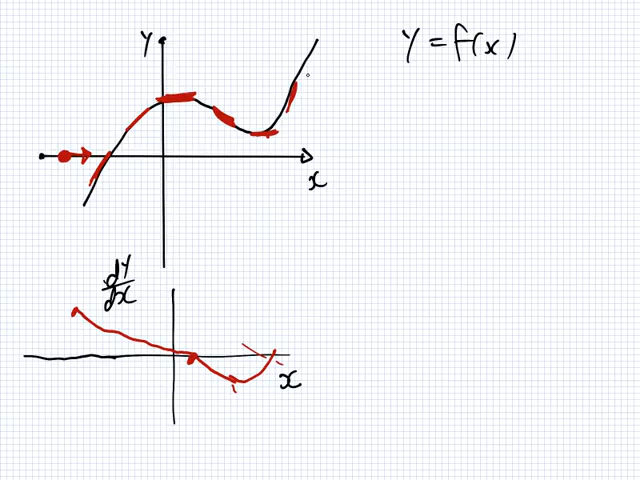 y
y = f(x)
x
dy/dx
x